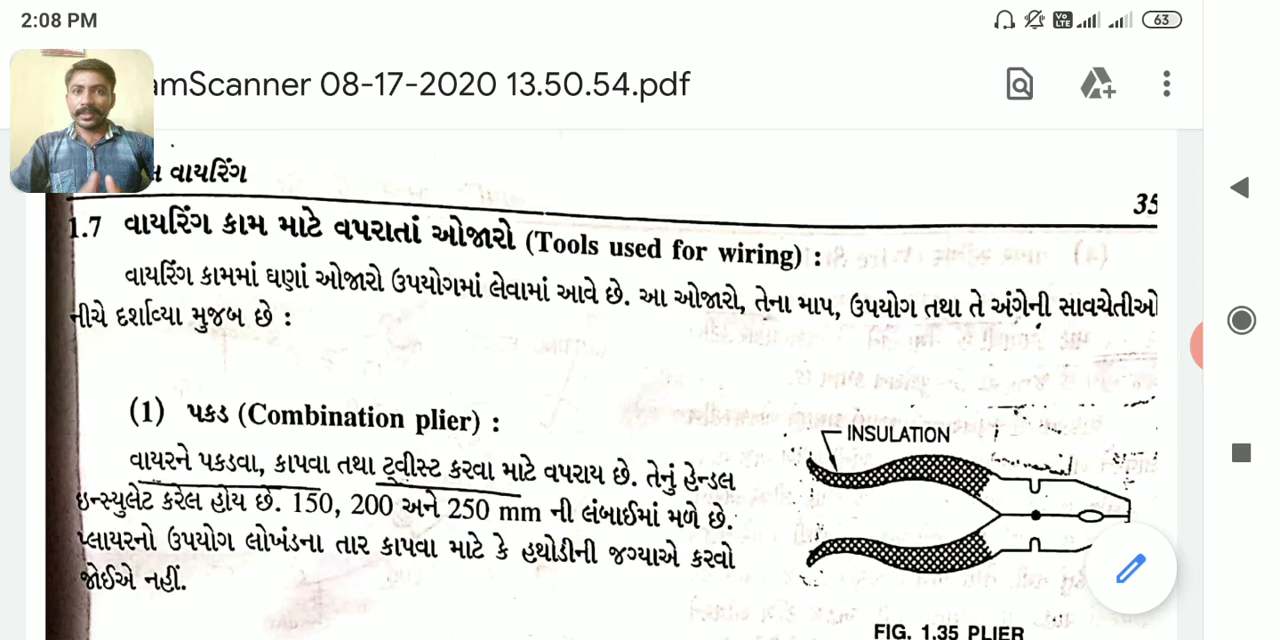 2:08 PM
Vo LTE
63
amScanner 08-17-2020 13.50.54.pdf
વાયરિંગ
35
1.7 વાયરિંગ કામ માટે વપરાતાં ઓજારો (Tools used for wiring) :
વાયરિંગ કામમાં ઘણાં ઓજારો ઉપયોગમાં લેવામાં આવે છે. આ ઓજારો, તેના માપ, ઉપયોગ તથા તે અંગેની સાવચેતીઓ
નીચે દર્શાવ્યા મુજબ છે :
(1) પકડ (Combination plier) :
વાયરને પકડવા, કાપવા તથા ટ્વીસ્ટ કરવા માટે વપરાય છે. તેનું હેન્ડલ
ઇન્સ્યુલેટ કરેલ હોય છે. 150, 200 અને 250 mm ની લંબાઈમાં મળે છે.
પ્લાયરનો ઉપયોગ લોખંડના તાર કાપવા માટે કે હથોડીની જગ્યાએ કરવો
જોઈએ નહીં.
INSULATION
FIG. 1.35 PLIER